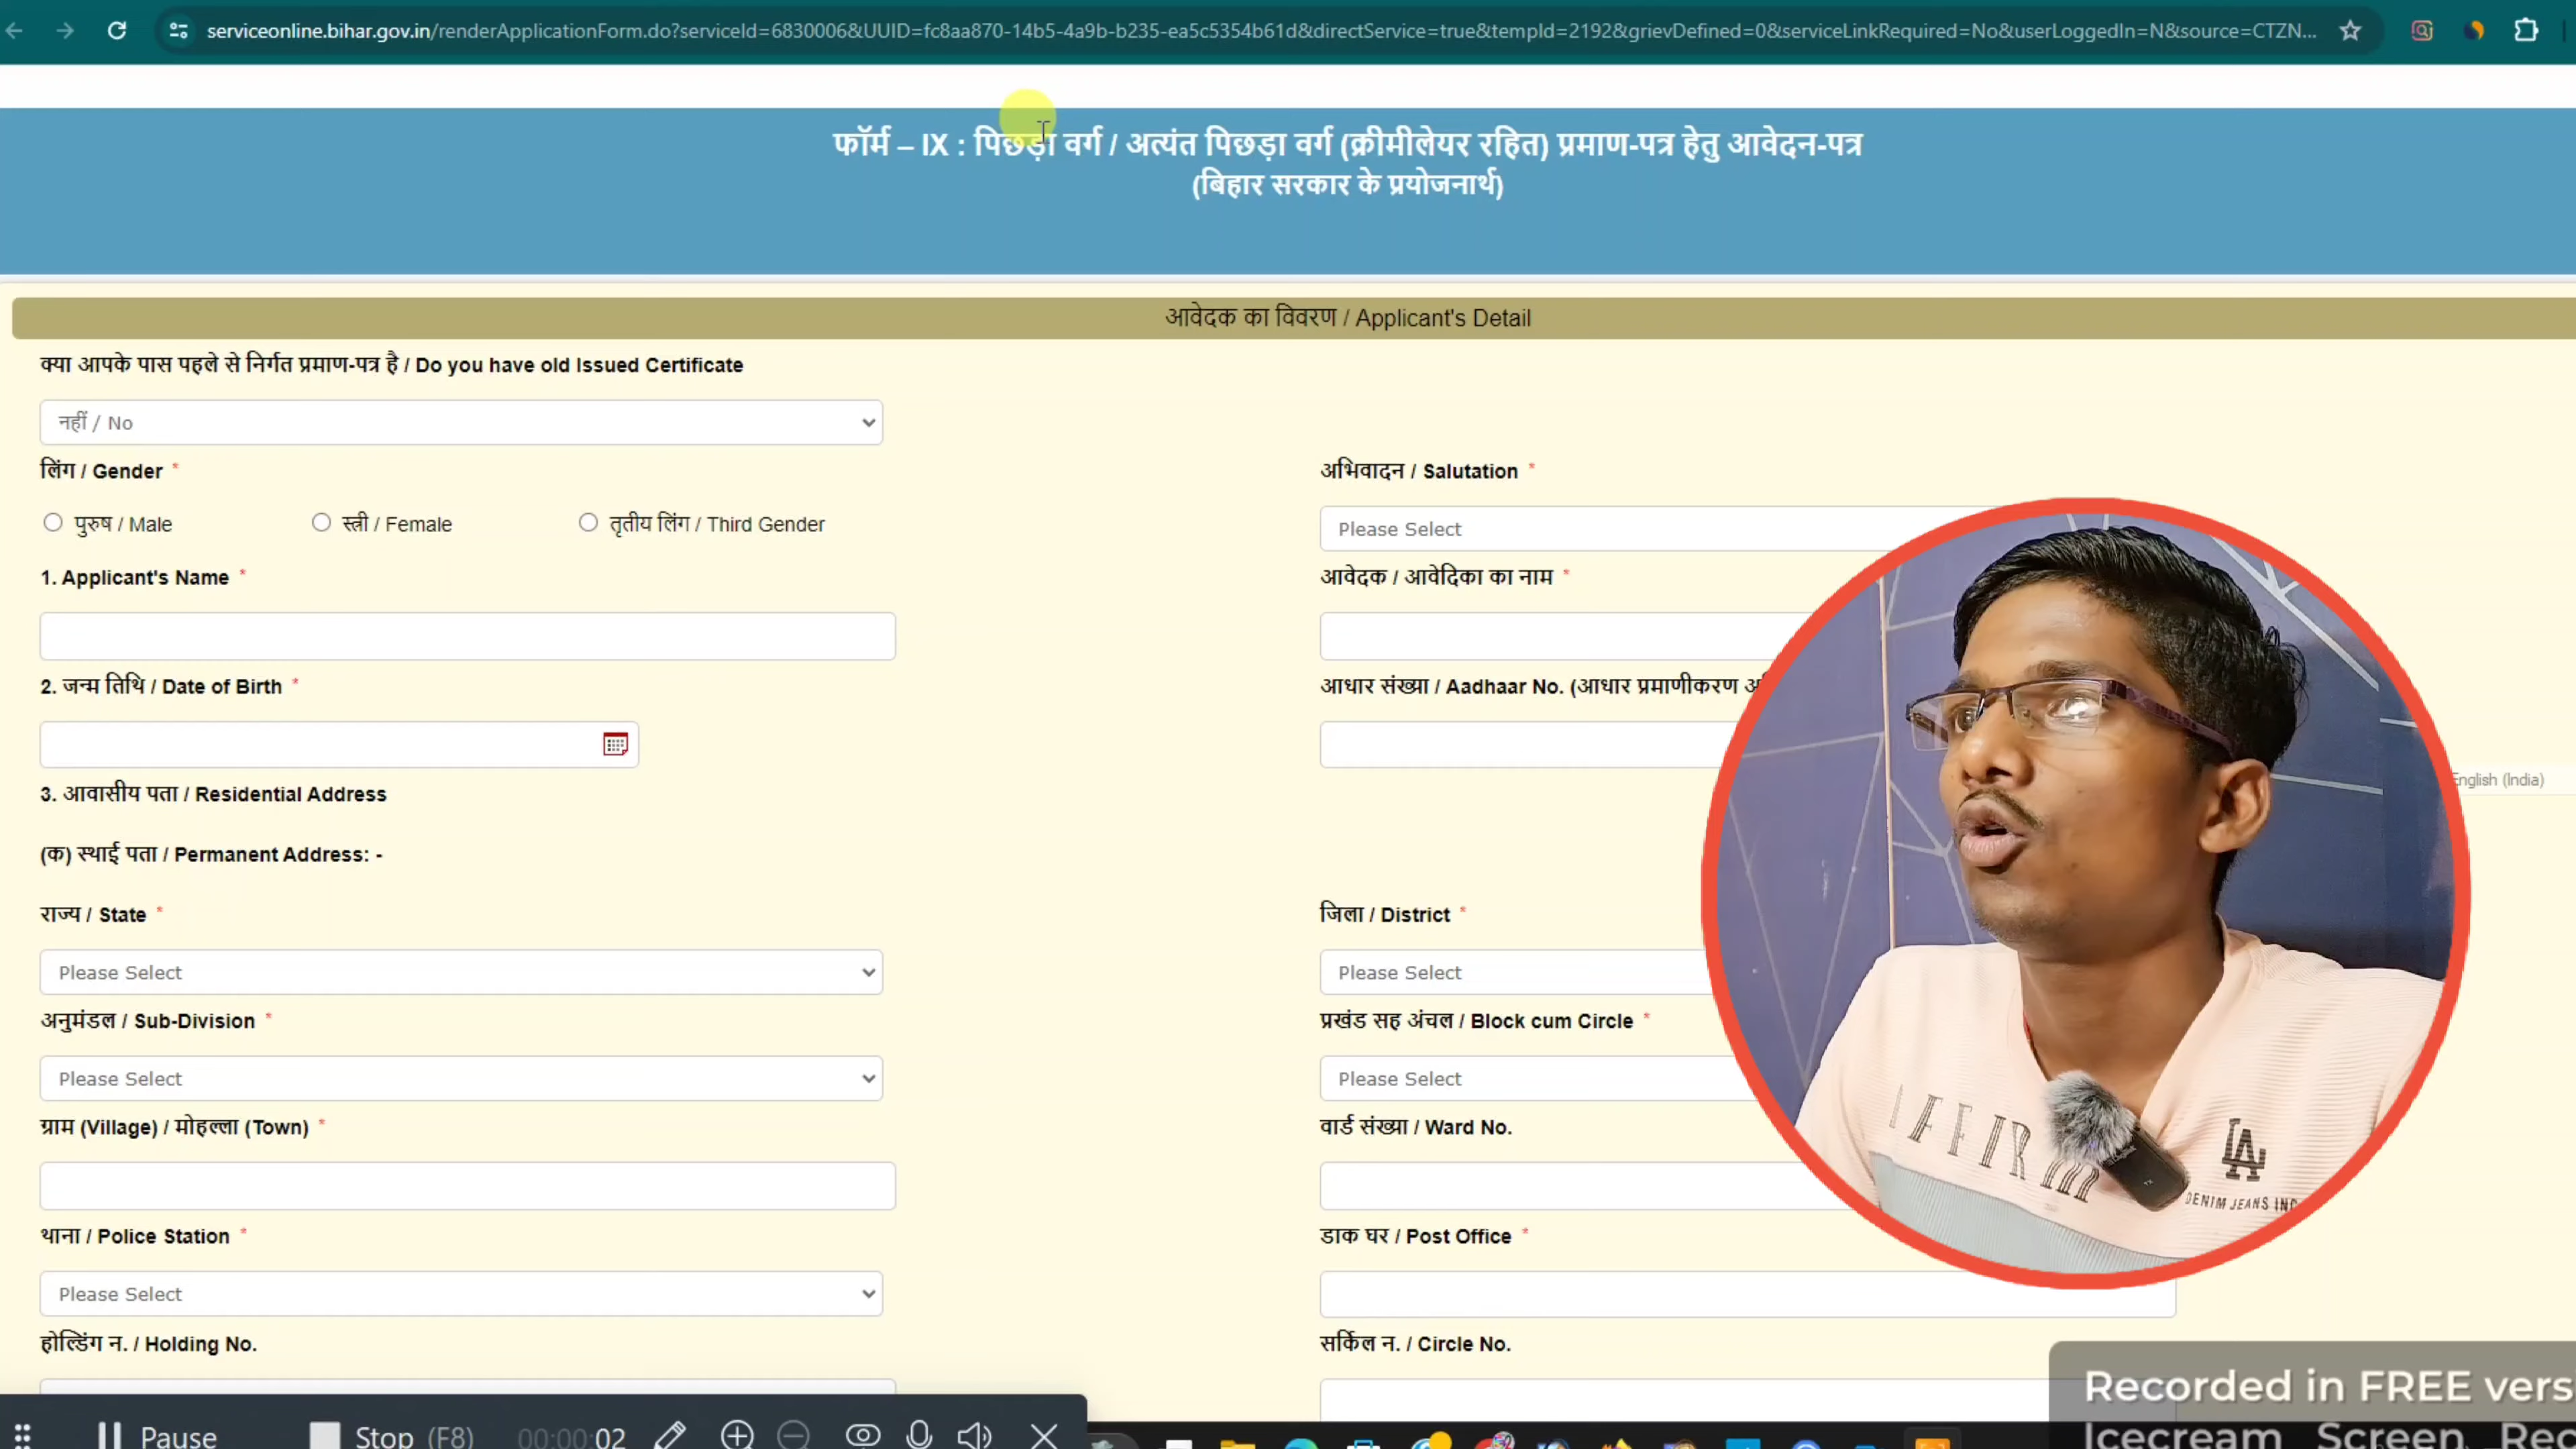 serviceonline.bihar.gov.in/renderApplicationForm.do?serviceId=6830006&UUID=fc8aa870-14b5-4a9b-b235-ea5c5354b61d&directService=true&tempId=2192&grievDefined=0&serviceLinkRequired=No&userLoggedIn=N&source=CTZN...
फॉर्म – IX : पिछड़ा वर्ग / अत्यंत पिछड़ा वर्ग (क्रीमीलेयर रहित) प्रमाण-पत्र हेतु आवेदन-पत्र
(बिहार सरकार के प्रयोजनार्थ)
आवेदक का विवरण / Applicant's Detail
क्या आपके पास पहले से निर्गत प्रमाण-पत्र है / Do you have old Issued Certificate
नहीं / No
लिंग / Gender *
अभिवादन / Salutation *
पुरुष / Male
स्त्री / Female
तृतीय लिंग / Third Gender
Please Select
1. Applicant's Name *
आवेदक / आवेदिका का नाम *
2. जन्म तिथि / Date of Birth *
आधार संख्या / Aadhaar No. (आधार प्रमाणीकरण
English (India)
3. आवासीय पता / Residential Address
(क) स्थाई पता / Permanent Address: -
राज्य / State *
जिला / District *
Please Select
Please Select
अनुमंडल / Sub-Division *
प्रखंड सह अंचल / Block cum Circle *
Please Select
Please Select
ग्राम (Village) / मोहल्ला (Town) *
वार्ड संख्या / Ward No.
थाना / Police Station *
डाक घर / Post Office *
Please Select
होल्डिंग न. / Holding No.
सर्किल न. / Circle No.
LA
DENIM JEANS INC
Recorded in FREE vers
Icecream Screen Rec
Pause
Stop (F8)
00:00:02